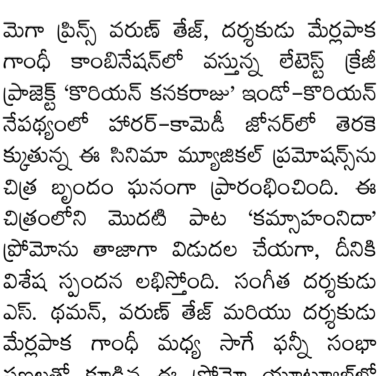 మెగా ప్రిన్స్ వరుణ్ తేజ్, దర్శకుడు మేర్లపాక
గాంధీ కాంబినేషన్‌లో వస్తున్న లేటెస్ట్ క్రేజీ
ప్రాజెక్ట్ ‘కొరియన్ కనకరాజు’ ఇండో-కొరియన్
నేపథ్యంలో హారర్-కామెడీ జోనర్‌లో తెరకె
క్కుతున్న ఈ సినిమా మ్యూజికల్ ప్రమోషన్స్‌ను
చిత్ర బృందం ఘనంగా ప్రారంభించింది. ఈ
చిత్రంలోని మొదటి పాట ‘కమ్సాహంనిదా’
ప్రోమోను తాజాగా విడుదల చేయగా, దీనికి
విశేష స్పందన లభిస్తోంది. సంగీత దర్శకుడు
ఎస్. థమన్, వరుణ్ తేజ్ మరియు దర్శకుడు
మేర్లపాక గాంధీ మధ్య సాగే ఫన్నీ సంభా